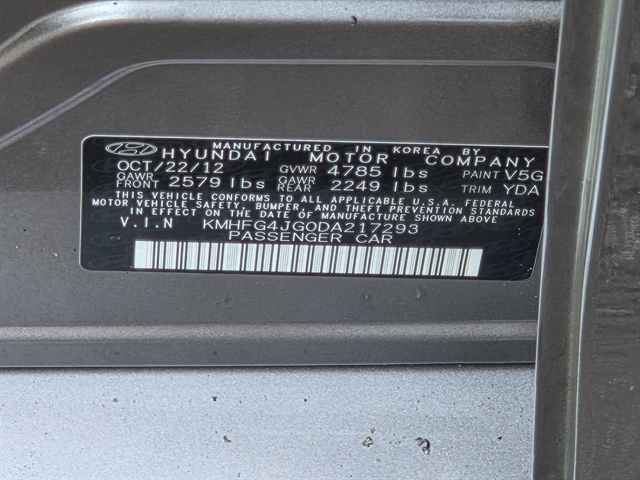 MANUFACTURED IN KOREA BY
HYUNDAI MOTOR COMPANY
OCT/22/12 GVWR 4785 lbs PAINT V5G
GAWR FRONT 2579 lbs GAWR REAR 2249 lbs TRIM YDA
THIS VEHICLE CONFORMS TO ALL APPLICABLE U.S.A. FEDERAL
MOTOR VEHICLE SAFETY, BUMPER, AND THEFT PREVENTION STANDARDS
IN EFFECT ON THE DATE OF MANUFACTURE SHOWN ABOVE
V.I.N KMHFG4JG0DA217293
PASSENGER CAR